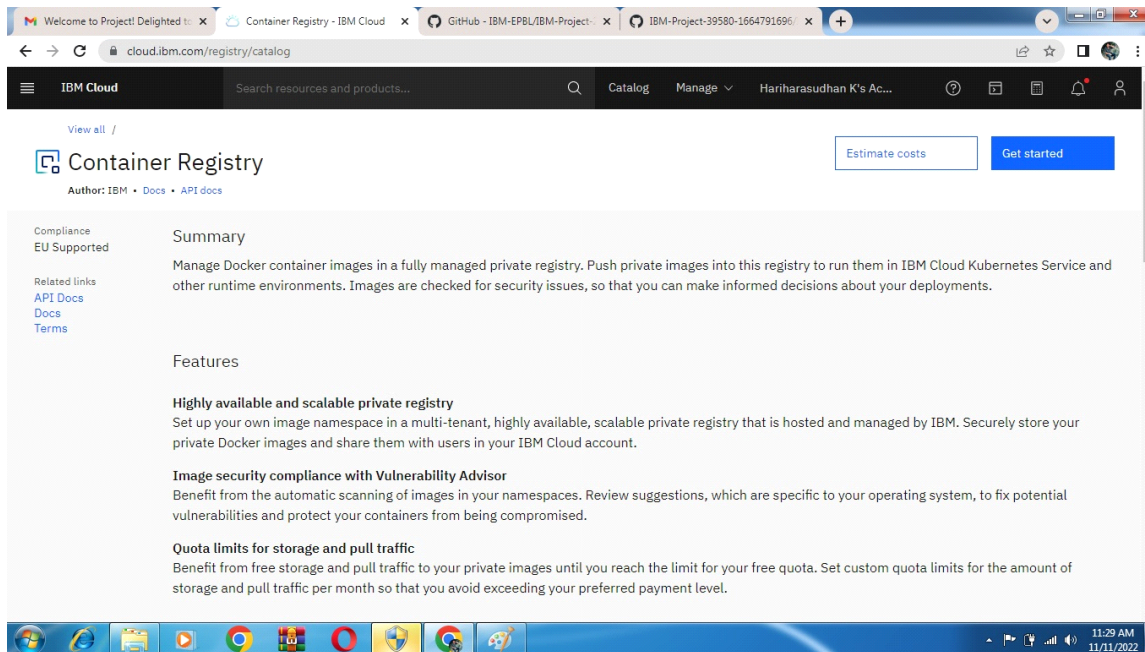 Welcome to Project! Delighted to
Container Registry - IBM Cloud
GitHub - IBM-EPBL/IBM-Project-
IBM-Project-39580-1664791696/
cloud.ibm.com/registry/catalog
IBM Cloud
Search resources and products...
Catalog
Manage
Hariharasudhan K's Ac...
View all /
Container Registry
Estimate costs
Get started
Author: IBM • Docs • API docs
Compliance
EU Supported
Related links
API Docs
Docs
Terms
Summary
Manage Docker container images in a fully managed private registry. Push private images into this registry to run them in IBM Cloud Kubernetes Service and
other runtime environments. Images are checked for security issues, so that you can make informed decisions about your deployments.
Features
Highly available and scalable private registry
Set up your own image namespace in a multi-tenant, highly available, scalable private registry that is hosted and managed by IBM. Securely store your
private Docker images and share them with users in your IBM Cloud account.
Image security compliance with Vulnerability Advisor
Benefit from the automatic scanning of images in your namespaces. Review suggestions, which are specific to your operating system, to fix potential
vulnerabilities and protect your containers from being compromised.
Quota limits for storage and pull traffic
Benefit from free storage and pull traffic to your private images until you reach the limit for your free quota. Set custom quota limits for the amount of
storage and pull traffic per month so that you avoid exceeding your preferred payment level.
11:29 AM
11/11/2022